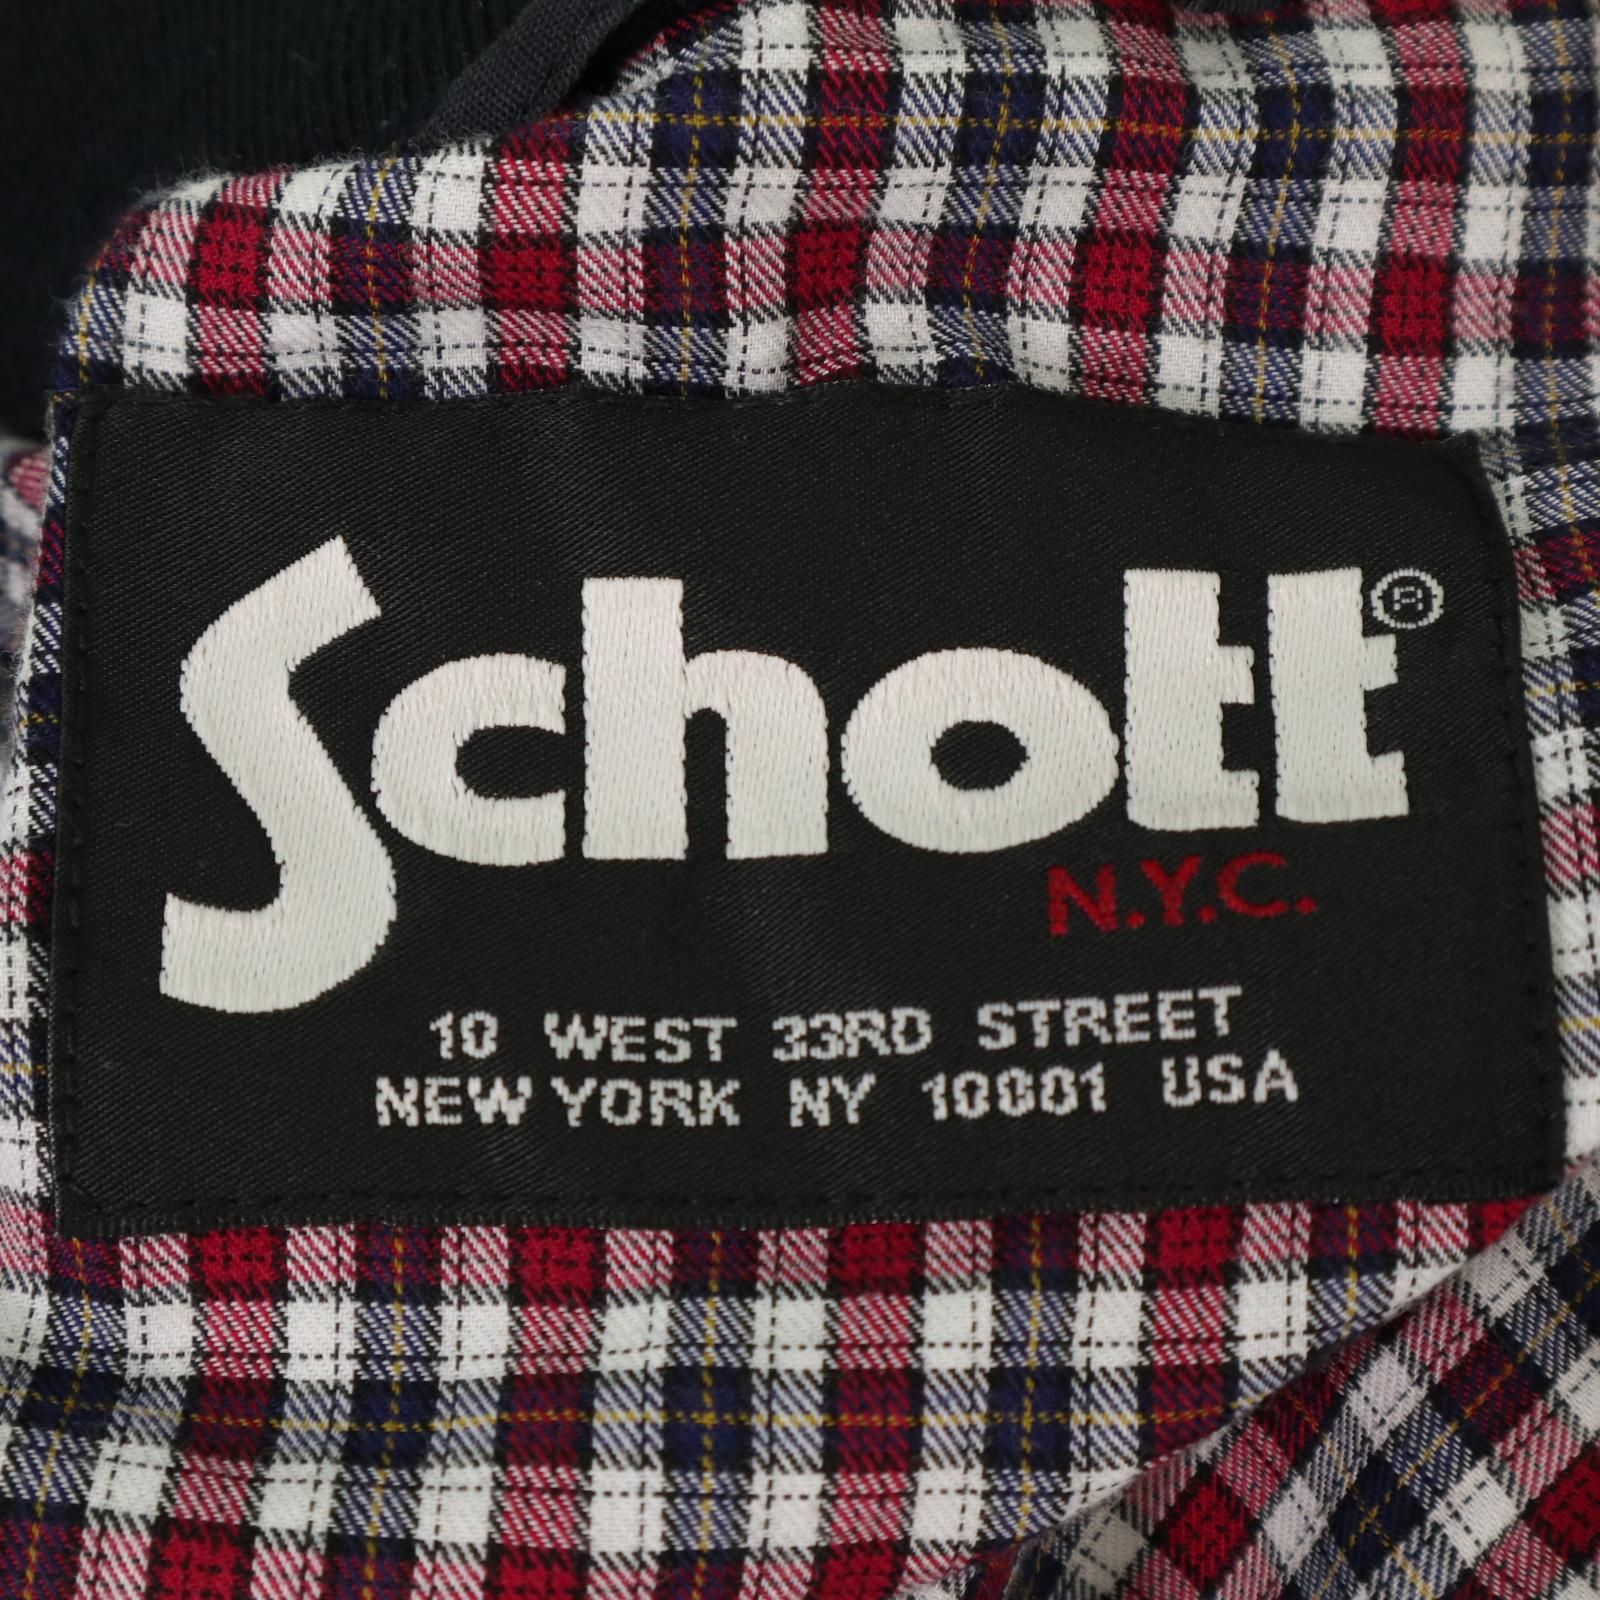 Schott®
N.Y.C.
10 WEST 33RD STREET
NEW YORK NY 10001 USA